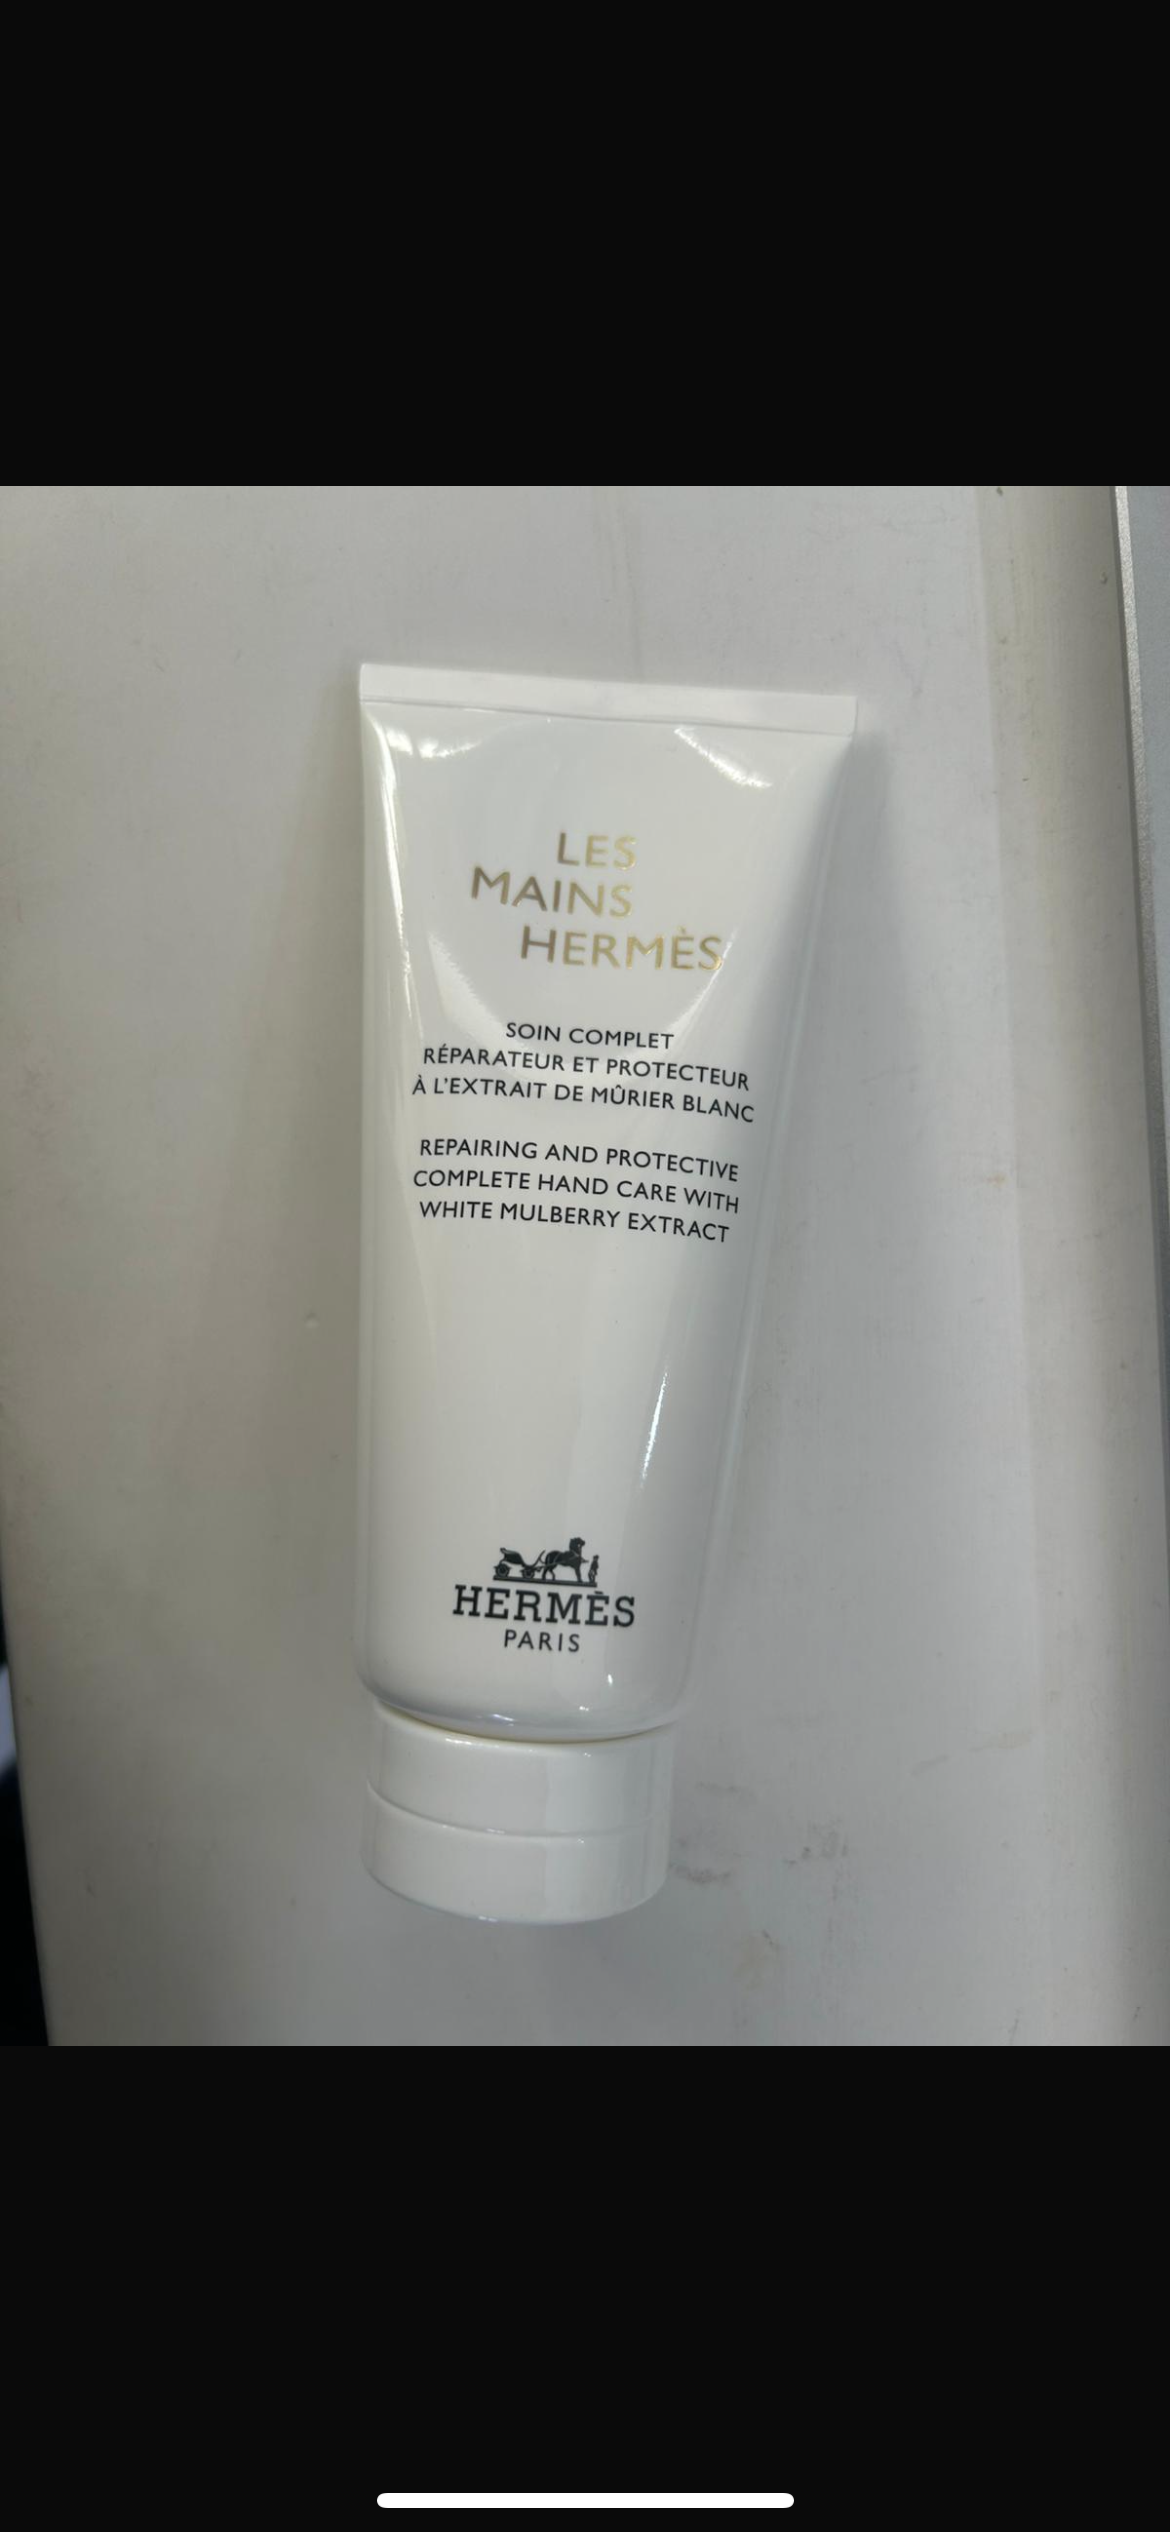 LES
MAINS
HERMÈS
SOIN COMPLET
RÉPARATEUR ET PROTECTEUR
À L'EXTRAIT DE MÛRIER BLANC
REPAIRING AND PROTECTIVE
COMPLETE HAND CARE WITH
WHITE MULBERRY EXTRACT
HERMÈS
PARIS